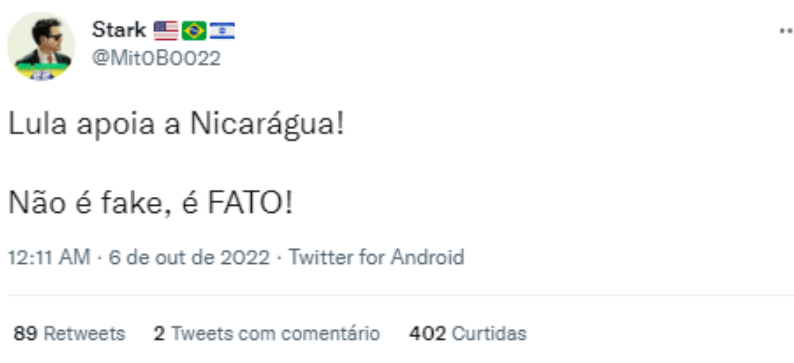 Stark 🇺🇸🇧🇷🇮🇱
@Mit0B0022
Lula apoia a Nicarágua!
Não é fake, é FATO!
12:11 AM · 6 de out de 2022 · Twitter for Android
89 Retweets 2 Tweets com comentário 402 Curtidas